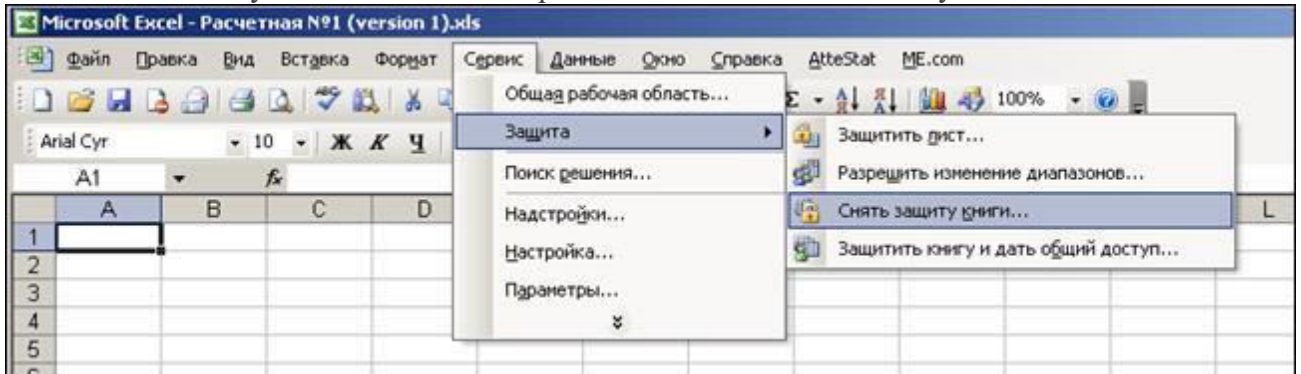 Microsoft Excel - Расчетная №1 (version 1).xls
Файл Правка Вид Вставка Формат Сервис Данные Окно Справка AtteStat ME.com
Общая рабочая область...
100%
Arial Cyr 10 Ж К Ч
Защита
Защитить лист...
A1 fx
Поиск решения...
Разрешить изменение диапазонов...
A B C D L
Надстройки...
Снять защиту книги...
1
Настройка...
Защитить книгу и дать общий доступ...
2
3
Параметры...
4
5